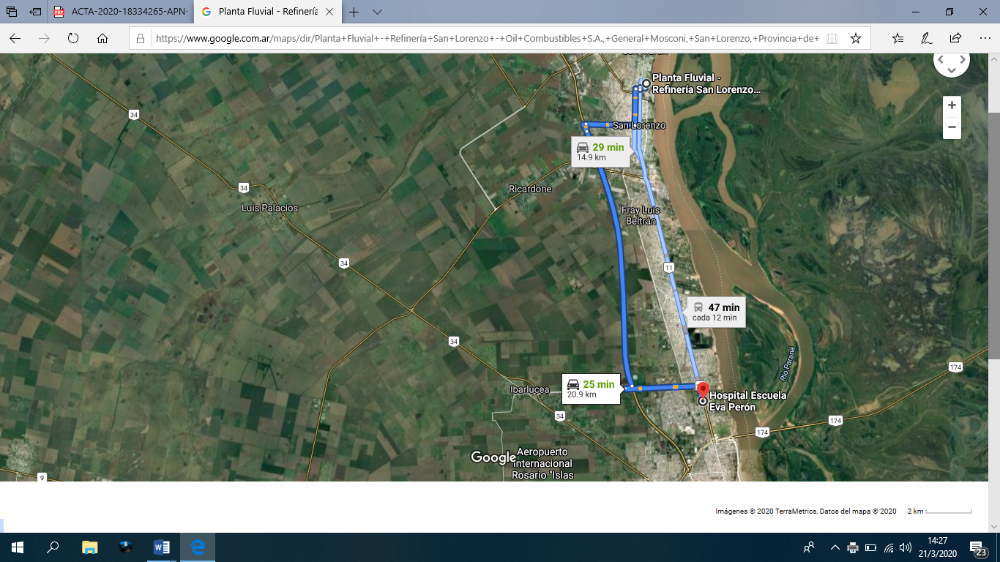 ACTA-2020-18334265-APN-
Planta Fluvial - Refinería
https://www.google.com.ar/maps/dir/Planta+Fluvial+-+Refinería+San+Lorenzo+-+Oil+Combustibles+S.A.,+General+Mosconi,+San+Lorenzo,+Provincia+de+
Planta Fluvial -
Refinería San Lorenzo...
34
San Lorenzo
29 min
14.9 km
34
Ricardone
Luis Palacios
Fray Luis
Beltrán
34
11
47 min
cada 12 min
34
Río Paraná
174
25 min
20.9 km
Ibarlucea
Hospital Escuela
Eva Perón
34
174
174
Google
Aeropuerto
Internacional
Rosario "Islas
9
Imágenes © 2020 TerraMetrics, Datos del mapa © 2020 2 km
14:27
21/3/2020
23